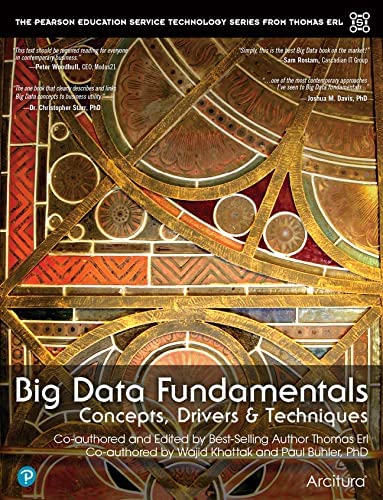 THE PEARSON EDUCATION SERVICE TECHNOLOGY SERIES FROM THOMAS ERL
"This text should be required reading for everyone
in contemporary business."
—Peter Woodhull, CEO, Modus21
"The one book that clearly describes and links
Big Data concepts to business utility."
—Dr. Christopher Starr, PhD
"Simply, this is the best Big Data book on the market!"
—Sam Rostam, Cascadian IT Group
"...one of the most contemporary approaches
I've seen to Big Data fundamentals..."
—Joshua M. Davis, PhD
Big Data Fundamentals
Concepts, Drivers & Techniques
Co-authored and Edited by Best-Selling Author Thomas Erl
Co-authored by Wajid Khattak and Paul Buhler, PhD
P
Arcitura